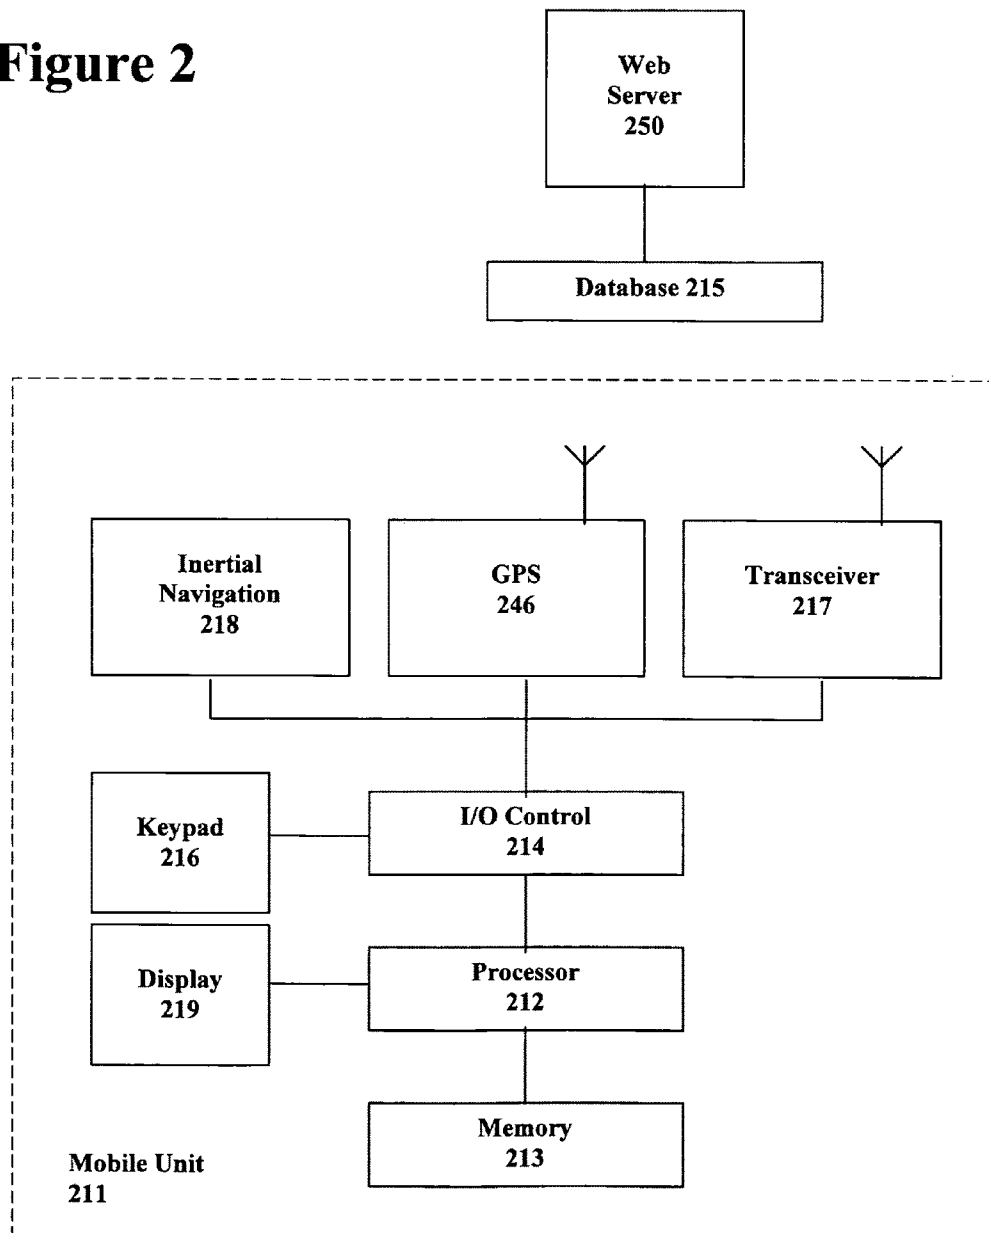 Figure 2
Web
Server
250
Database 215
Inertial
Navigation
218
GPS
246
Transceiver
217
Keypad
216
I/O Control
214
Display
219
Processor
212
Memory
213
Mobile Unit
211